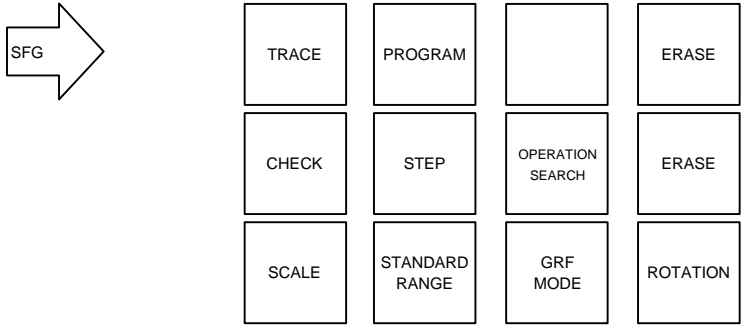 SFG
TRACE
PROGRAM
ERASE
CHECK
STEP
OPERATION
SEARCH
ERASE
SCALE
STANDARD
RANGE
GRF
MODE
ROTATION